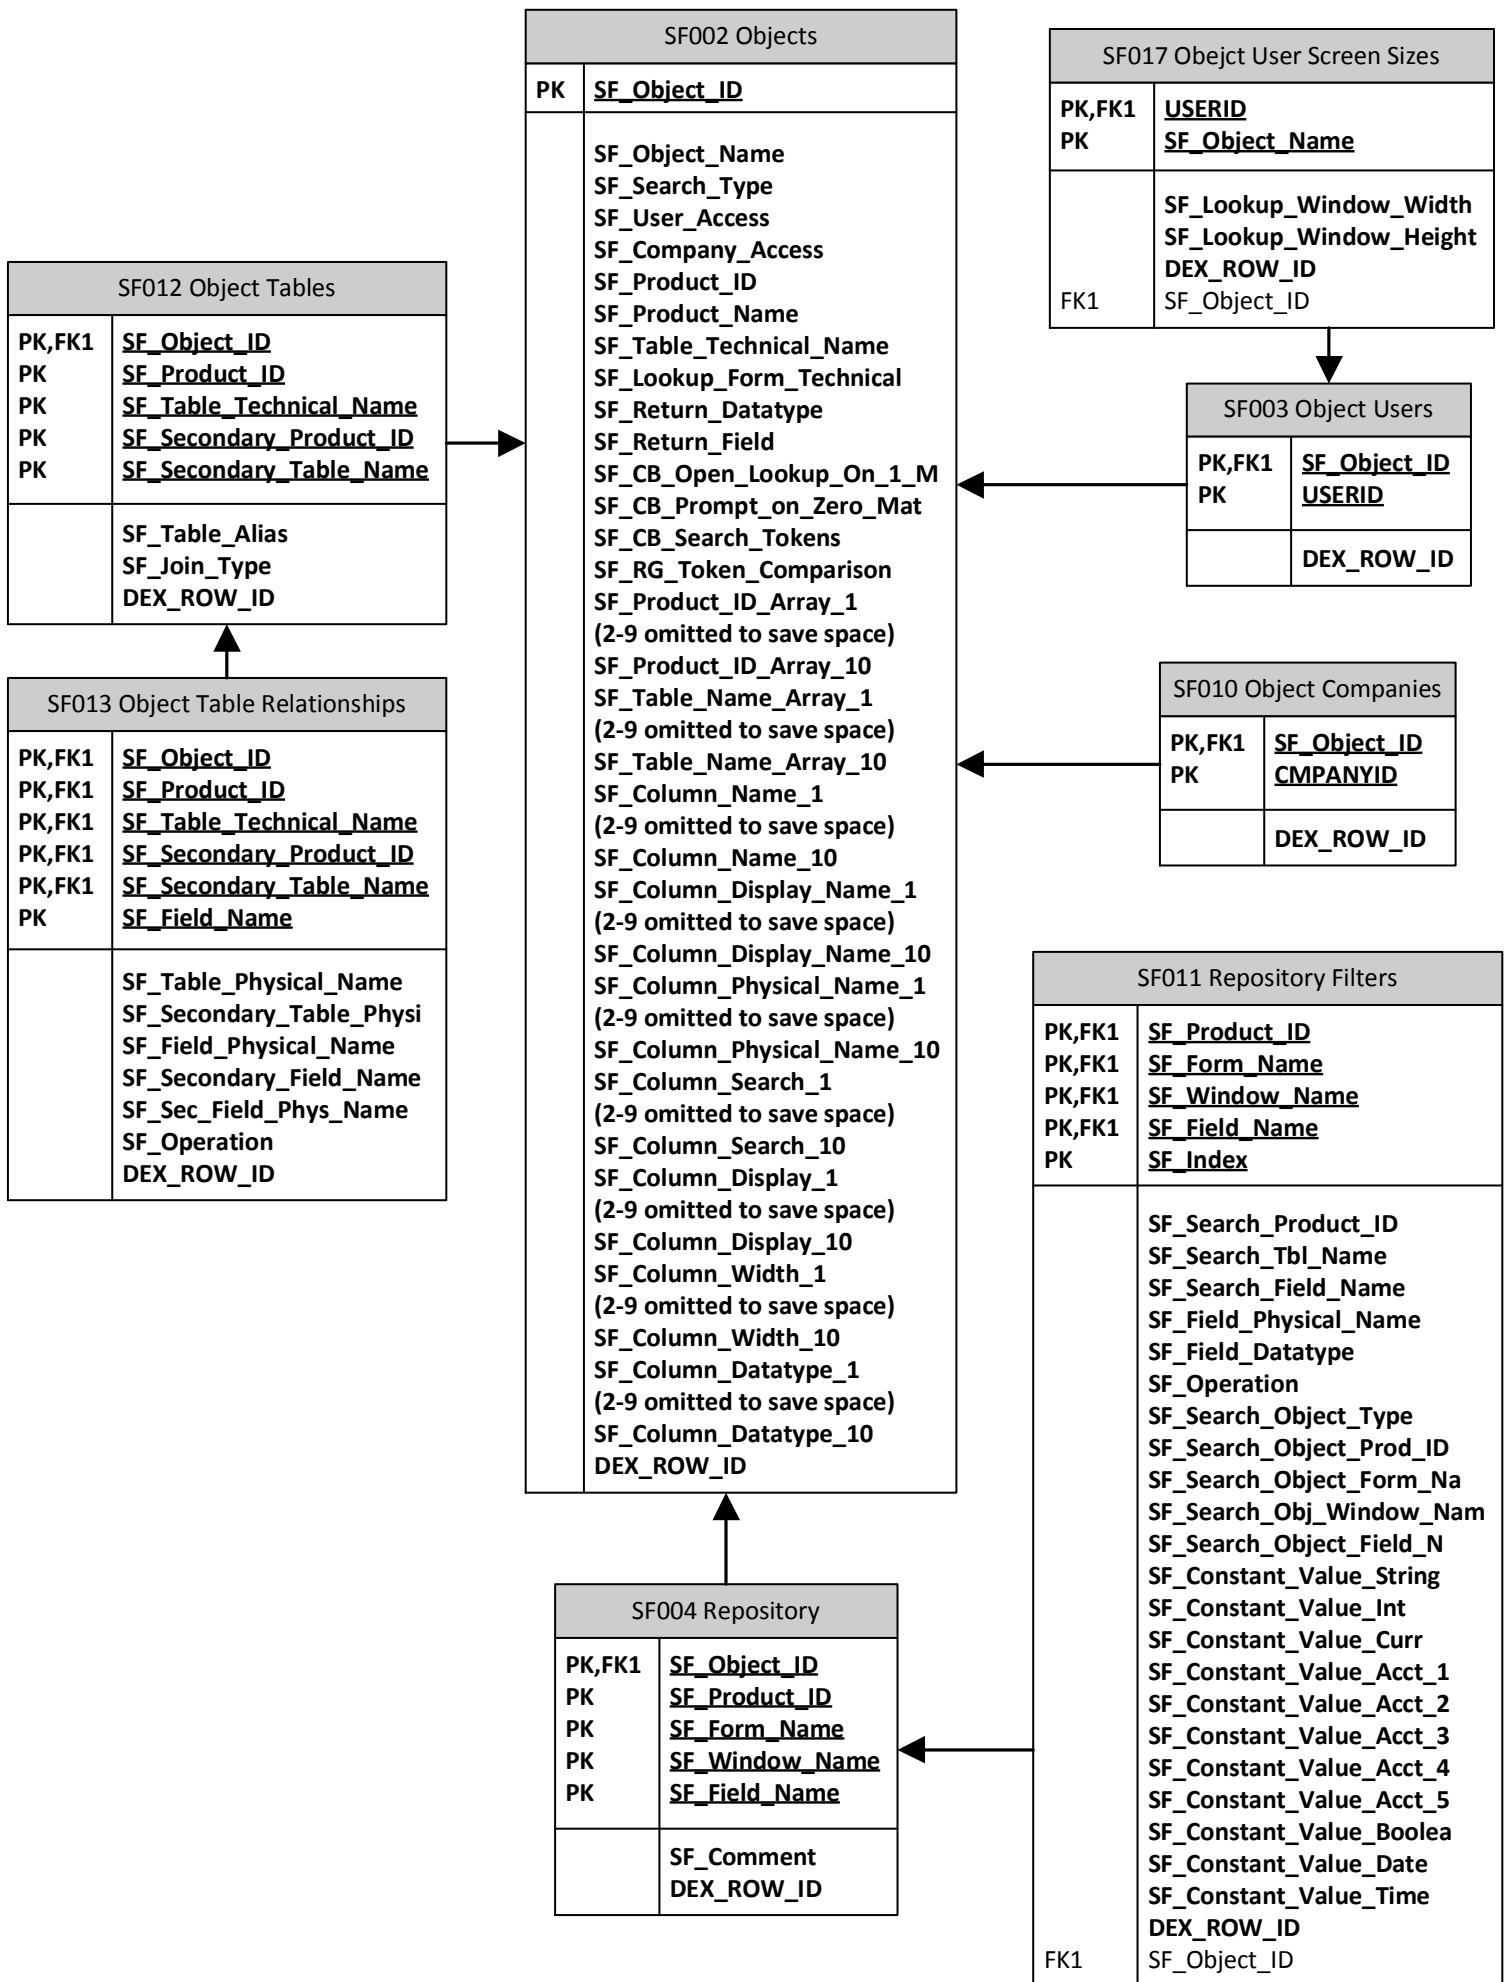 SF002 Objects
PK SF_Object_ID
SF_Object_Name
SF_Search_Type
SF_User_Access
SF_Company_Access
SF_Product_ID
SF_Product_Name
SF_Table_Technical_Name
SF_Lookup_Form_Technical
SF_Return_Datatype
SF_Return_Field
SF_CB_Open_Lookup_On_1_M
SF_CB_Prompt_on_Zero_Mat
SF_CB_Search_Tokens
SF_RG_Token_Comparison
SF_Product_ID_Array_1
(2-9 omitted to save space)
SF_Product_ID_Array_10
SF_Table_Name_Array_1
(2-9 omitted to save space)
SF_Table_Name_Array_10
SF_Column_Name_1
(2-9 omitted to save space)
SF_Column_Name_10
SF_Column_Display_Name_1
(2-9 omitted to save space)
SF_Column_Display_Name_10
SF_Column_Physical_Name_1
(2-9 omitted to save space)
SF_Column_Physical_Name_10
SF_Column_Search_1
(2-9 omitted to save space)
SF_Column_Search_10
SF_Column_Display_1
(2-9 omitted to save space)
SF_Column_Display_10
SF_Column_Width_1
(2-9 omitted to save space)
SF_Column_Width_10
SF_Column_Datatype_1
(2-9 omitted to save space)
SF_Column_Datatype_10
DEX_ROW_ID
SF017 Obejct User Screen Sizes
PK,FK1 USERID
PK SF_Object_Name
SF_Lookup_Window_Width
SF_Lookup_Window_Height
DEX_ROW_ID
FK1 SF_Object_ID
SF012 Object Tables
PK,FK1 SF_Object_ID
PK SF_Product_ID
PK SF_Table_Technical_Name
PK SF_Secondary_Product_ID
PK SF_Secondary_Table_Name
SF_Table_Alias
SF_Join_Type
DEX_ROW_ID
SF003 Object Users
PK,FK1 SF_Object_ID
PK USERID
DEX_ROW_ID
SF013 Object Table Relationships
PK,FK1 SF_Object_ID
PK,FK1 SF_Product_ID
PK,FK1 SF_Table_Technical_Name
PK,FK1 SF_Secondary_Product_ID
PK,FK1 SF_Secondary_Table_Name
PK SF_Field_Name
SF_Table_Physical_Name
SF_Secondary_Table_Physi
SF_Field_Physical_Name
SF_Secondary_Field_Name
SF_Sec_Field_Phys_Name
SF_Operation
DEX_ROW_ID
SF010 Object Companies
PK,FK1 SF_Object_ID
PK CMPANYID
DEX_ROW_ID
SF011 Repository Filters
PK,FK1 SF_Product_ID
PK,FK1 SF_Form_Name
PK,FK1 SF_Window_Name
PK,FK1 SF_Field_Name
PK SF_Index
SF_Search_Product_ID
SF_Search_Tbl_Name
SF_Search_Field_Name
SF_Field_Physical_Name
SF_Field_Datatype
SF_Operation
SF_Search_Object_Type
SF_Search_Object_Prod_ID
SF_Search_Object_Form_Na
SF_Search_Obj_Window_Nam
SF_Search_Object_Field_N
SF_Constant_Value_String
SF_Constant_Value_Int
SF_Constant_Value_Curr
SF_Constant_Value_Acct_1
SF_Constant_Value_Acct_2
SF_Constant_Value_Acct_3
SF_Constant_Value_Acct_4
SF_Constant_Value_Acct_5
SF_Constant_Value_Boolea
SF_Constant_Value_Date
SF_Constant_Value_Time
DEX_ROW_ID
FK1 SF_Object_ID
SF004 Repository
PK,FK1 SF_Object_ID
PK SF_Product_ID
PK SF_Form_Name
PK SF_Window_Name
PK SF_Field_Name
SF_Comment
DEX_ROW_ID